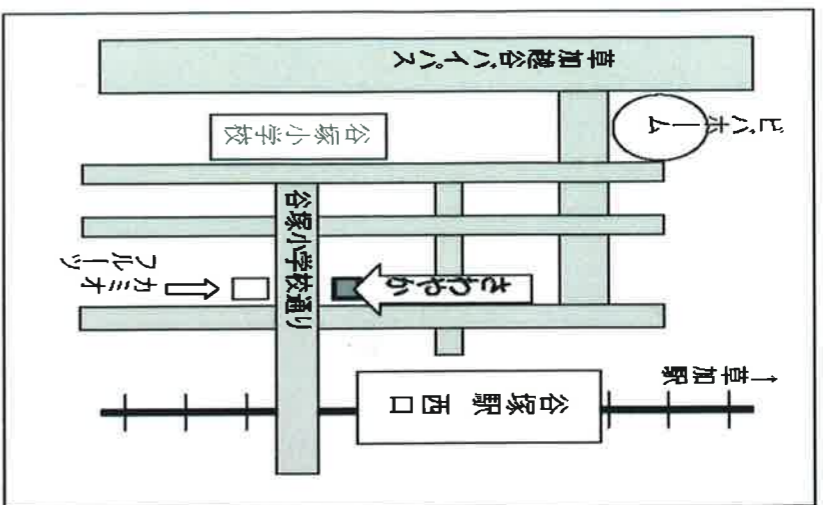 谷塚駅 西口
←草加駅
さわやか
谷塚小学校通り
カミオ
フルーツ
ビバホーム
谷塚小学校
草加越谷バイパス